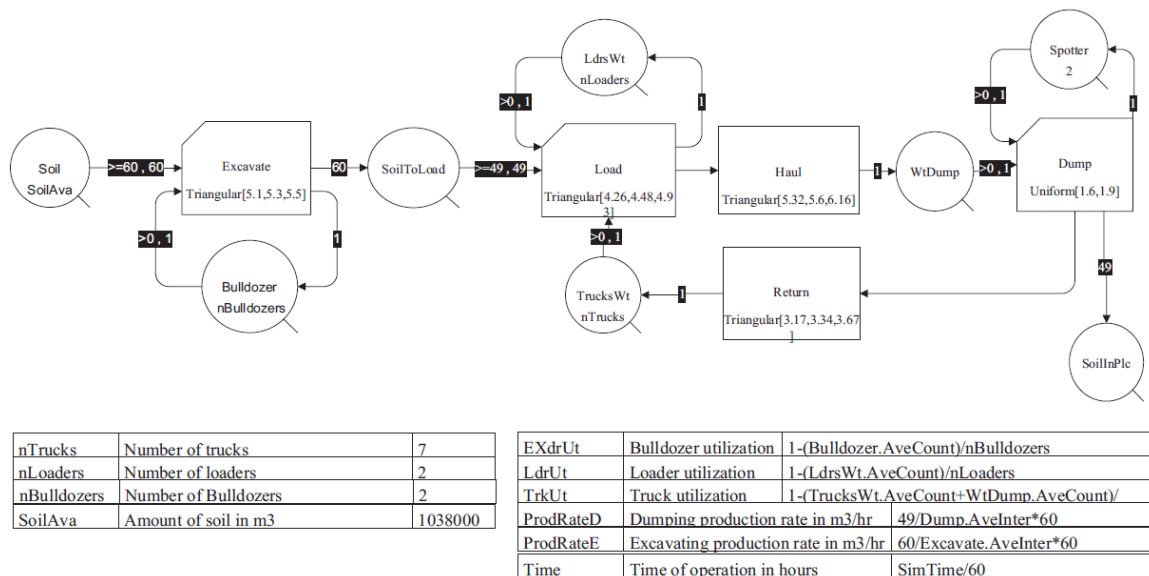 LdrsWt
nLoaders
Spotter
2
>0 , 1
1
>0 , 1
1
Soil
SoilAva
>=60 , 60
Excavate
Triangular[5.1,5.3,5.5]
60
SoilToLoad
>=49 , 49
Load
Triangular[4.26,4.48,4.9
3]
Haul
Triangular[5.32,5.6,6.16]
1
WtDump
>0 , 1
Dump
Uniform[1.6,1.9]
>0 , 1
1
>0 , 1
49
Bulldozer
nBulldozers
TrucksWt
nTrucks
1
Return
Triangular[3.17,3.34,3.67
]
SoilInPlc
nTrucks Number of trucks 7
nLoaders Number of loaders 2
nBulldozers Number of Bulldozers 2
SoilAva Amount of soil in m3 1038000
EXdrUt Bulldozer utilization 1-(Bulldozer.AveCount)/nBulldozers
LdrUt Loader utilization 1-(LdrsWt.AveCount)/nLoaders
TrkUt Truck utilization 1-(TrucksWt.AveCount+WtDump.AveCount)/
ProdRateD Dumping production rate in m3/hr 49/Dump.AveInter*60
ProdRateE Excavating production rate in m3/hr 60/Excavate.AveInter*60
Time Time of operation in hours SimTime/60